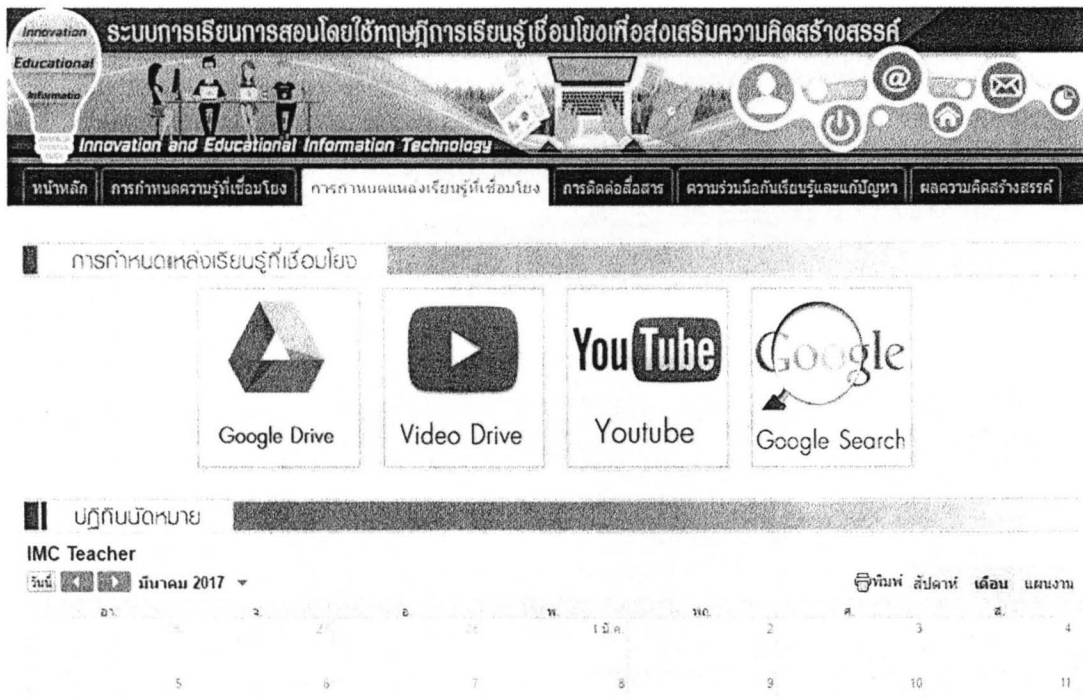 Innovation
Educational
Informatio
ระบบการเรียนการสอนโดยใช้ทฤษฎีการเรียนรู้เชื่อมโยงเพื่อส่งเสริมความคิดสร้างสรรค์
Innovation and Educational Information Technology
หน้าหลัก การกำหนดความรู้ที่เชื่อมโยง การกำหนดแหล่งเรียนรู้ที่เชื่อมโยง การติดต่อสื่อสาร ความร่วมมือกันเรียนรู้และแก้ปัญหา ผลความคิดสร้างสรรค์
การกำหนดแหล่งเรียนรู้ที่เชื่อมโยง
You Tube Google
Google Drive Video Drive Youtube Google Search
ปฏิทินนัดหมาย
IMC Teacher
วันนี้ มีนาคม 2017 พิมพ์ สัปดาห์ เดือน แผนงาน
อา. จ. อ. พ. พฤ. ศ. ส.
1 มี.ค. 2 3 4
5 6 7 8 9 10 11